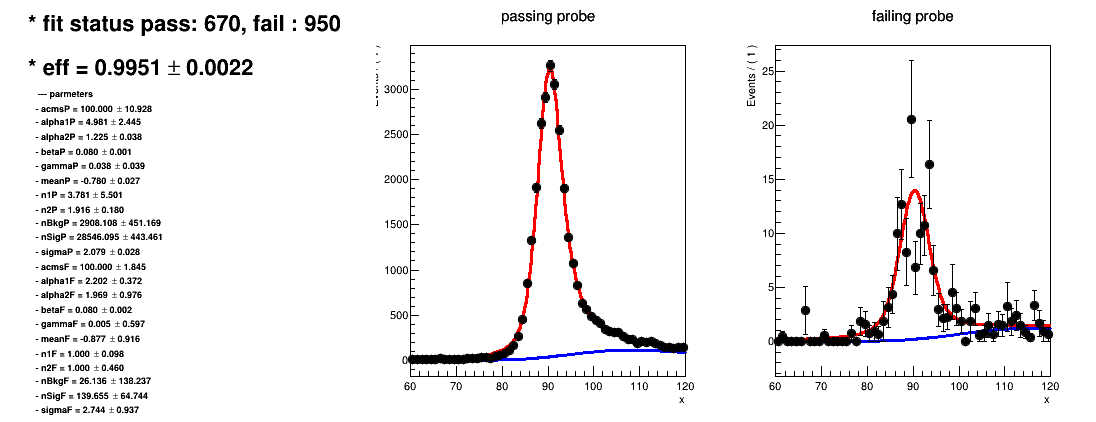 * fit status pass: 670, fail : 950
* eff = 0.9951 ± 0.0022
--- parmeters
- acmsP = 100.000 ± 10.928
- alpha1P = 4.981 ± 2.445
- alpha2P = 1.225 ± 0.038
- betaP = 0.080 ± 0.001
- gammaP = 0.038 ± 0.039
- meanP = -0.780 ± 0.027
- n1P = 3.781 ± 5.501
- n2P = 1.916 ± 0.180
- nBkgP = 2908.108 ± 451.169
- nSigP = 28546.095 ± 443.461
- sigmaP = 2.079 ± 0.028
- acmsF = 100.000 ± 1.845
- alpha1F = 2.202 ± 0.372
- alpha2F = 1.969 ± 0.976
- betaF = 0.080 ± 0.002
- gammaF = 0.005 ± 0.597
- meanF = -0.877 ± 0.916
- n1F = 1.000 ± 0.098
- n2F = 1.000 ± 0.460
- nBkgF = 26.136 ± 138.237
- nSigF = 139.655 ± 64.744
- sigmaF = 2.744 ± 0.937
passing probe
3000
2500
2000
1500
1000
500
0
60 70 80 90 100 110 120
x
failing probe
Events / ( 1 )
25
20
15
10
5
0
60 70 80 90 100 110 120
x